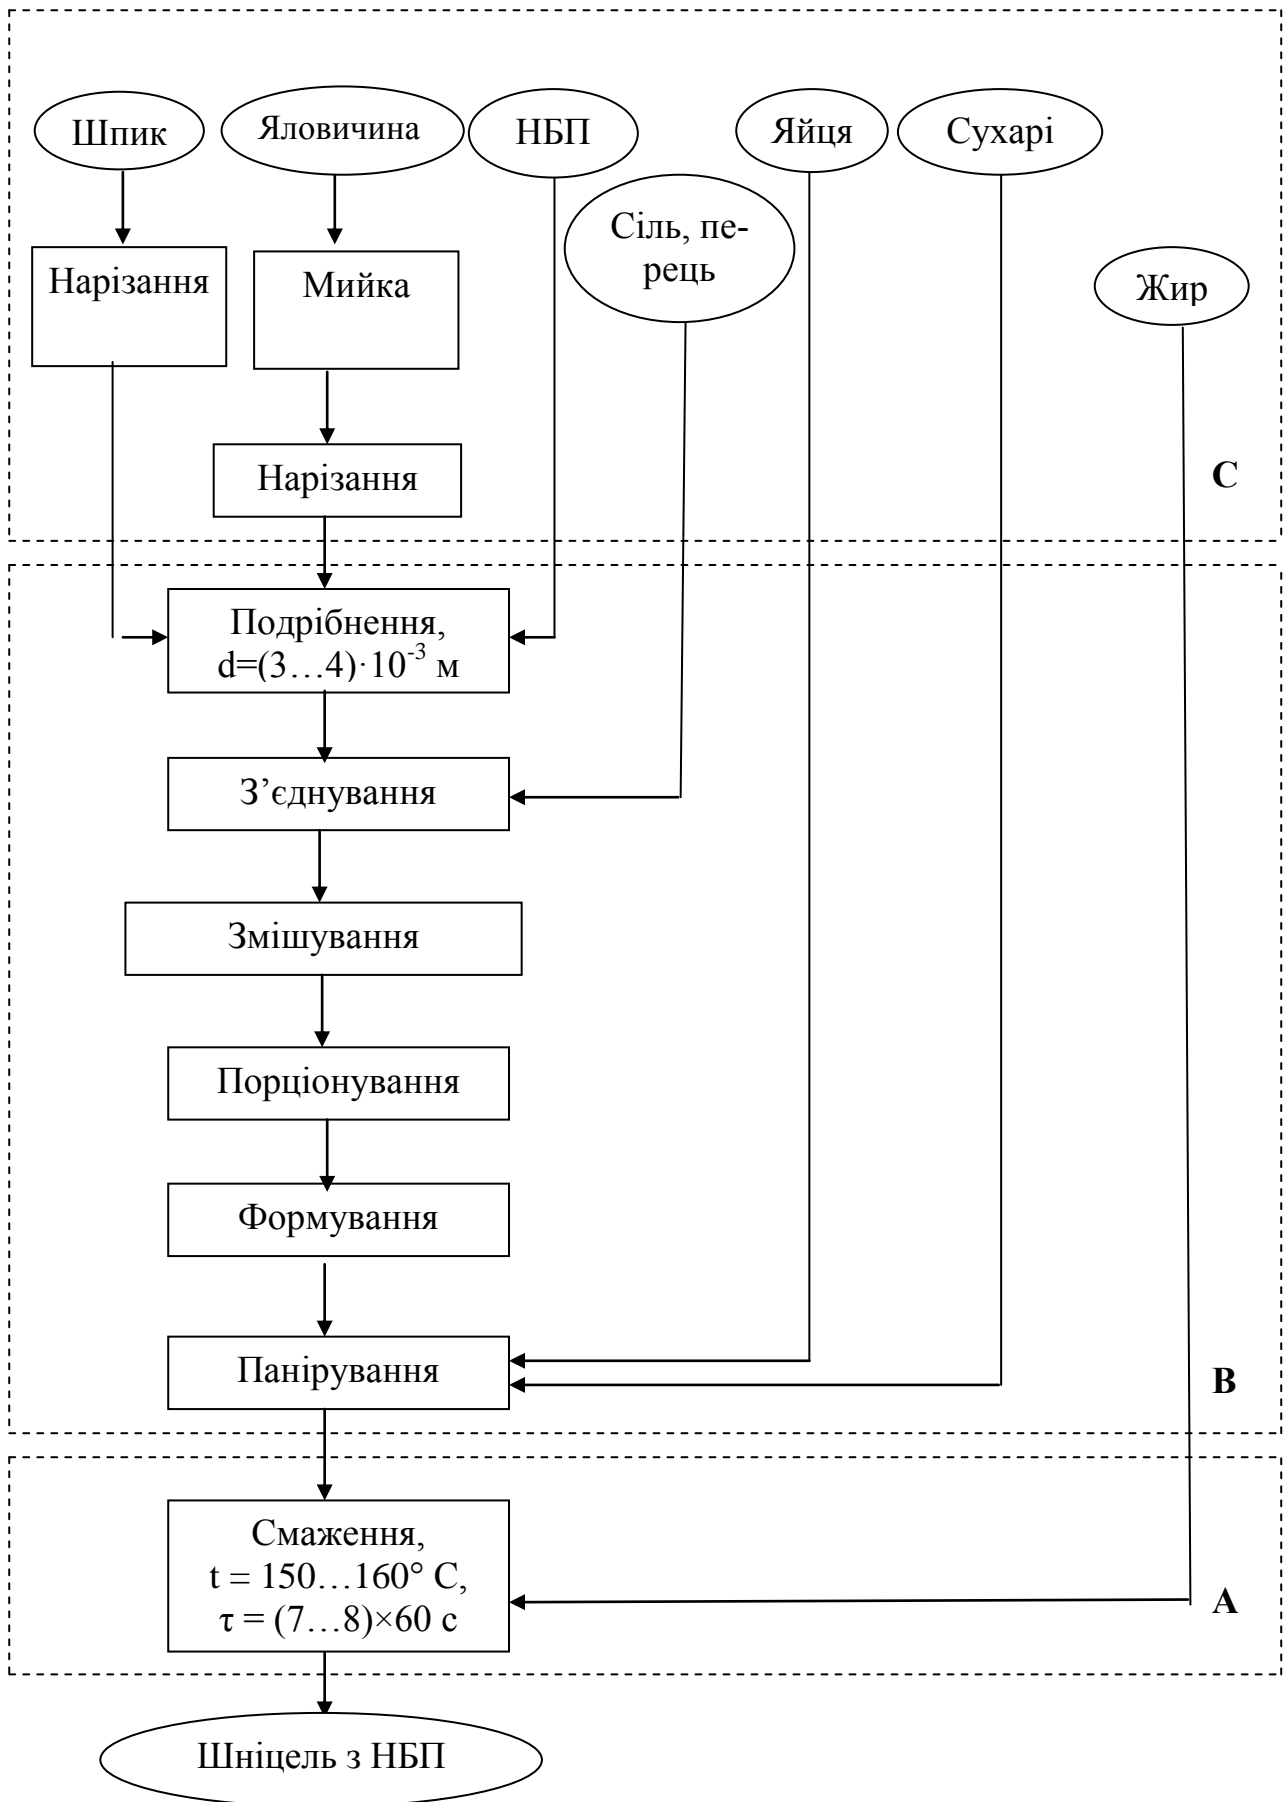 Шпик
Яловичина
НБП
Яйця
Сухарі
Сіль, пе-
рець
Жир
Нарізання
Мийка
Нарізання
С
Подрібнення,
d=(3…4)·10⁻³ м
З’єднування
Змішування
Порціонування
Формування
Панірування
В
Смаження,
t = 150…160° С,
τ = (7…8)×60 с
А
Шніцель з НБП